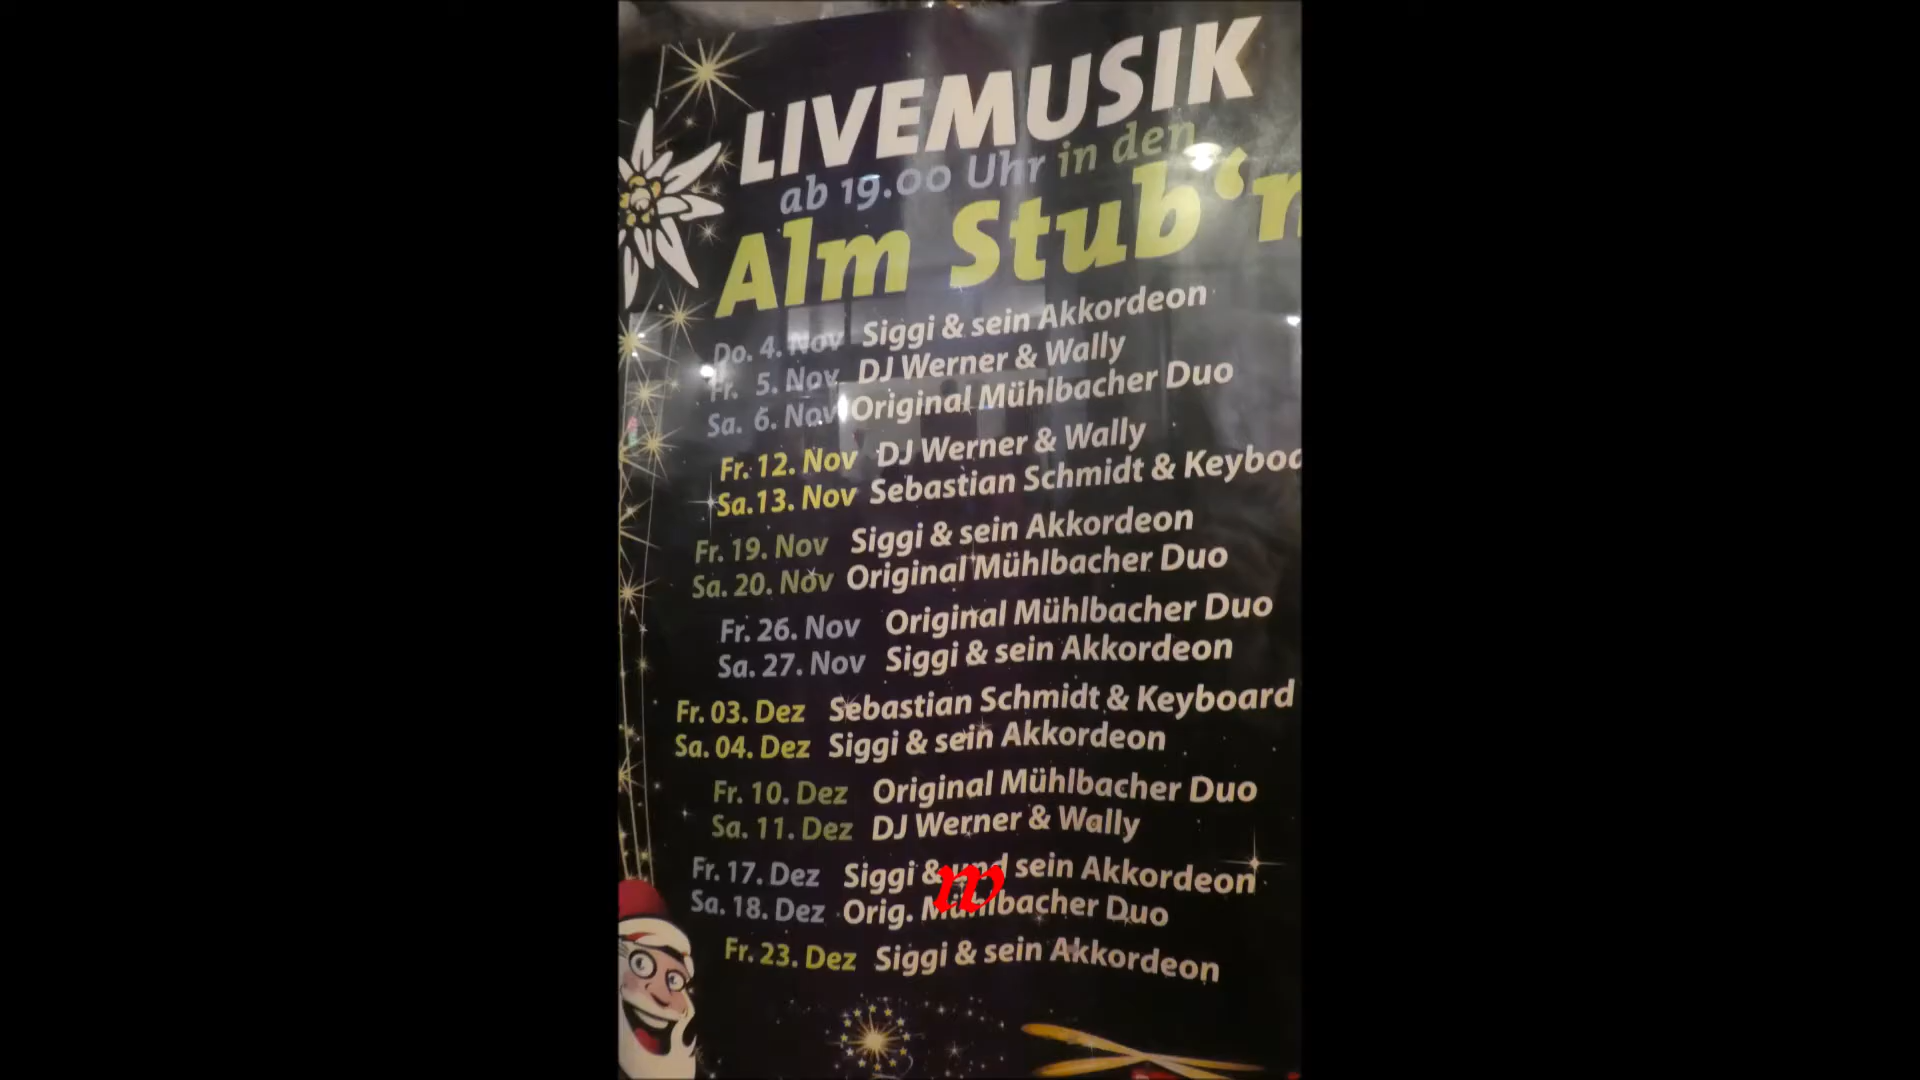 LIVEMUSIK
ab 19.00 Uhr in den
Alm Stub'n
Do. 4. Nov Siggi & sein Akkordeon
Fr. 5. Nov DJ Werner & Wally
Sa. 6. Nov Original Mühlbacher Duo
Fr. 12. Nov DJ Werner & Wally
Sa. 13. Nov Sebastian Schmidt & Keyboa
Fr. 19. Nov Siggi & sein Akkordeon
Sa. 20. Nov Original Mühlbacher Duo
Fr. 26. Nov Original Mühlbacher Duo
Sa. 27. Nov Siggi & sein Akkordeon
Fr. 03. Dez Sebastian Schmidt & Keyboard
Sa. 04. Dez Siggi & sein Akkordeon
Fr. 10. Dez Original Mühlbacher Duo
Sa. 11. Dez DJ Werner & Wally
Fr. 17. Dez Siggi & und sein Akkordeon
Sa. 18. Dez Orig. Mühlbacher Duo
w
Fr. 23. Dez Siggi & sein Akkordeon